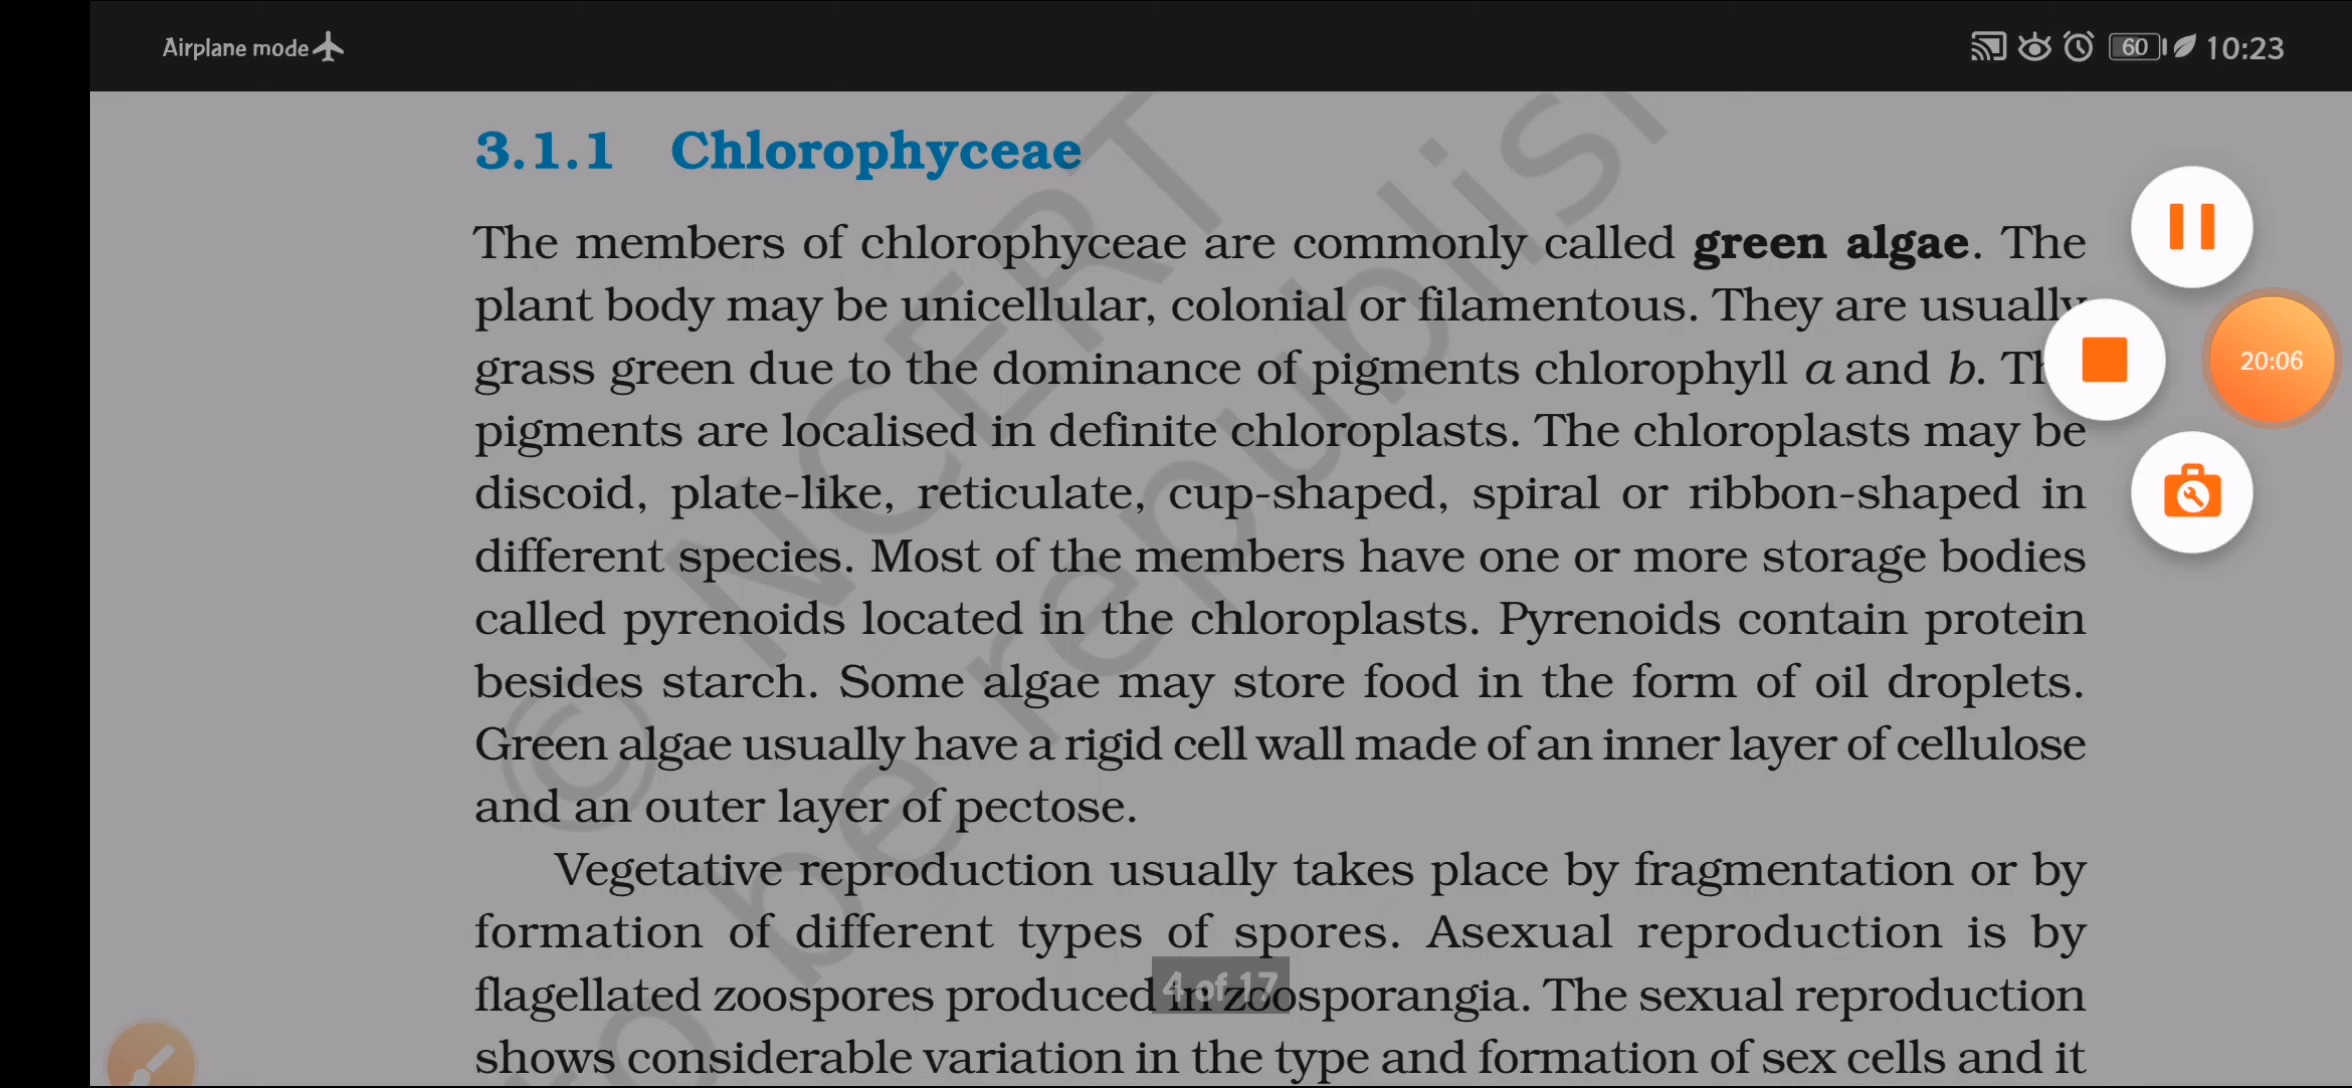 Airplane mode
60 10:23
3.1.1 Chlorophyceae
The members of chlorophyceae are commonly called green algae. The
plant body may be unicellular, colonial or filamentous. They are usually
grass green due to the dominance of pigments chlorophyll a and b. The
pigments are localised in definite chloroplasts. The chloroplasts may be
discoid, plate-like, reticulate, cup-shaped, spiral or ribbon-shaped in
different species. Most of the members have one or more storage bodies
called pyrenoids located in the chloroplasts. Pyrenoids contain protein
besides starch. Some algae may store food in the form of oil droplets.
Green algae usually have a rigid cell wall made of an inner layer of cellulose
and an outer layer of pectose.
Vegetative reproduction usually takes place by fragmentation or by
formation of different types of spores. Asexual reproduction is by
flagellated zoospores produced in zoosporangia. The sexual reproduction
shows considerable variation in the type and formation of sex cells and it
20:06
4 of 17
© NCERT
be republish